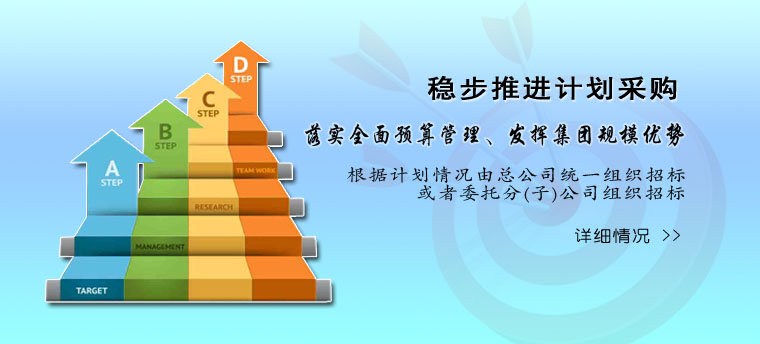 D
STEP
C
STEP
B
STEP
A
STEP
TEAM WORK
RESEARCH
MANAGEMENT
TARGET
稳步推进计划采购
落实全面预算管理、发挥集团规模优势
根据计划情况由总公司统一组织招标
或者委托分(子)公司组织招标
详细情况 >>